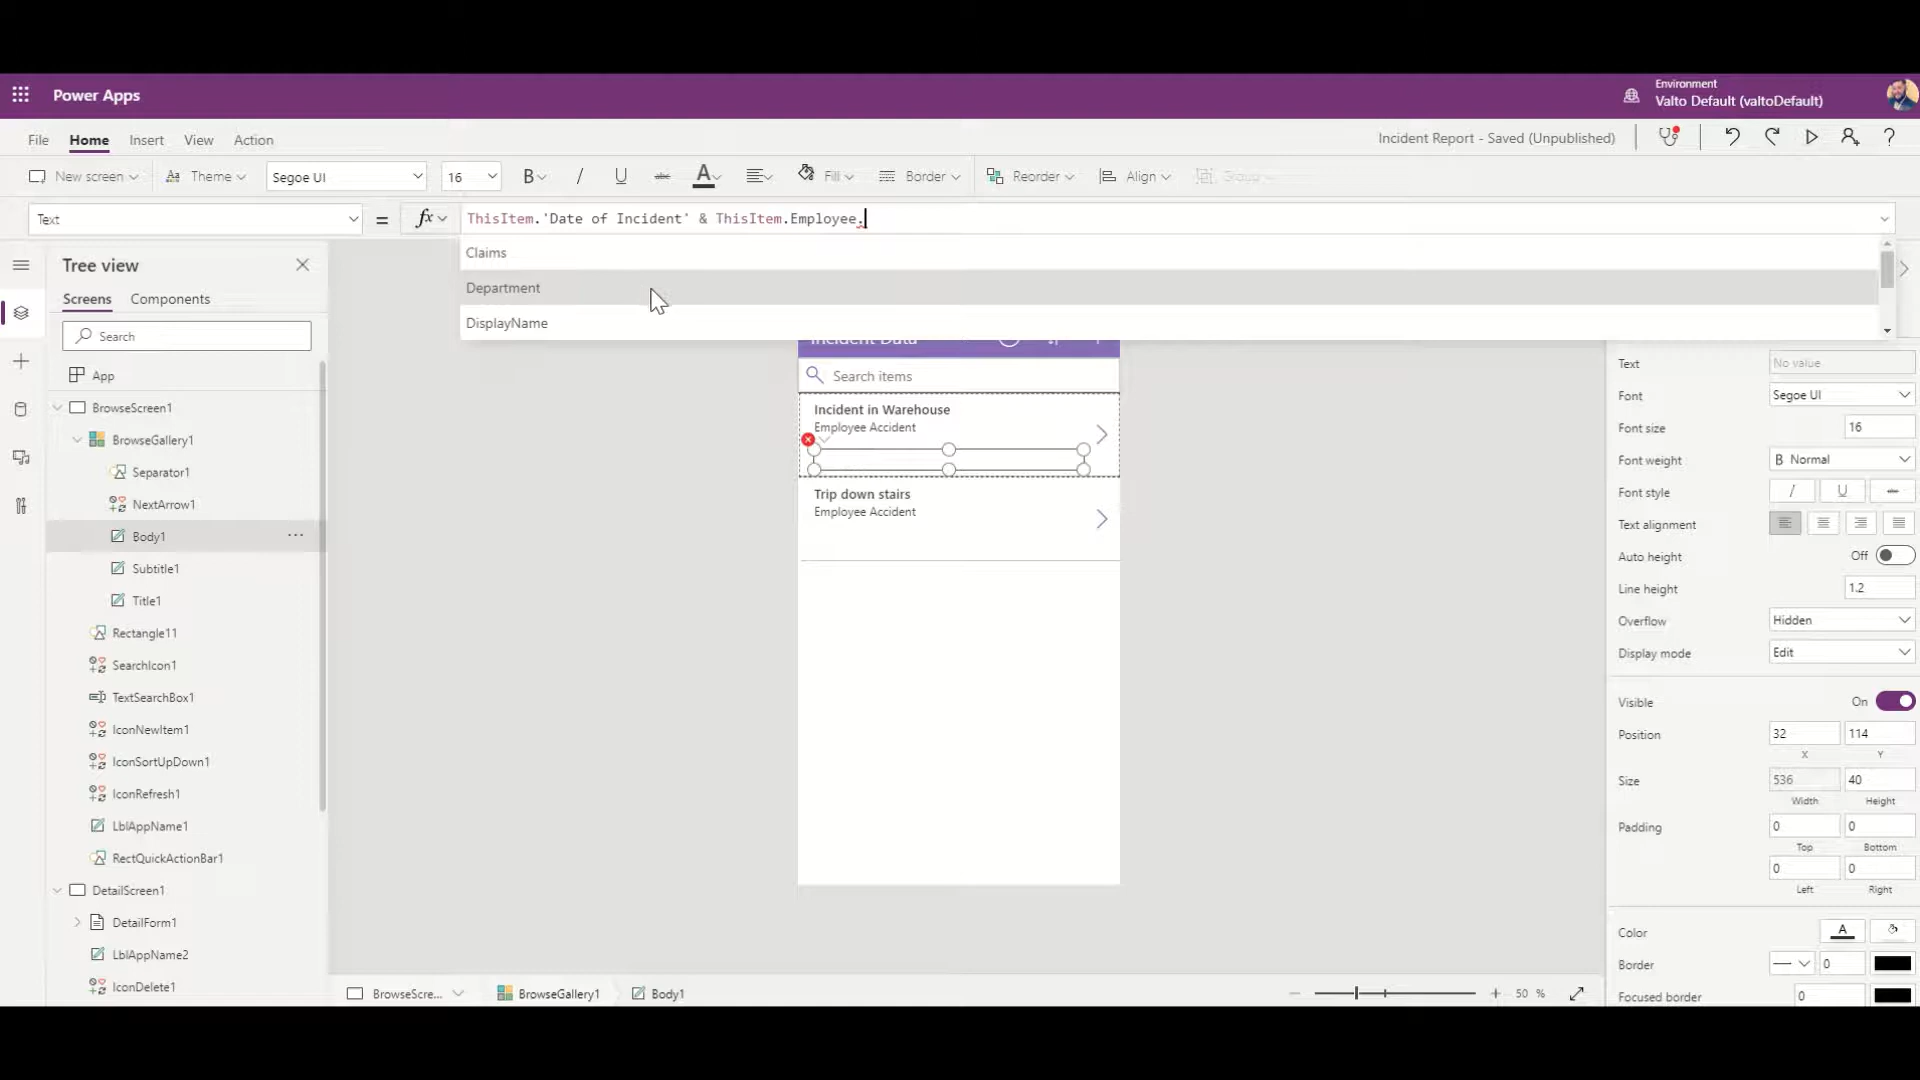 Power Apps
Environment
Valto Default (valtoDefault)
File Home Insert View Action
Incident Report - Saved (Unpublished)
New screen Theme Segoe UI 16 B / U abc A Fill Border Reorder Align Group
Text = fx ThisItem.'Date of Incident' & ThisItem.Employee.
Claims
Department
DisplayName
Tree view
Screens Components
Search
App
BrowseScreen1
BrowseGallery1
Separator1
NextArrow1
Body1 ...
Subtitle1
Title1
Rectangle11
SearchIcon1
TextSearchBox1
IconNewItem1
IconSortUpDown1
IconRefresh1
LblAppName1
RectQuickActionBar1
DetailScreen1
DetailForm1
LblAppName2
IconDelete1
Incident Data
Search items
Incident in Warehouse
Employee Accident
Trip down stairs
Employee Accident
Text No value
Font Segoe UI
Font size 16
Font weight B Normal
Font style / U abc
Text alignment
Auto height Off
Line height 1.2
Overflow Hidden
Display mode Edit
Visible On
Position 32 114
X Y
Size 536 40
Width Height
Padding 0 0
Top Bottom
0 0
Left Right
Color A
Border 0
Focused border 0
BrowseScre... BrowseGallery1 Body1
50 %